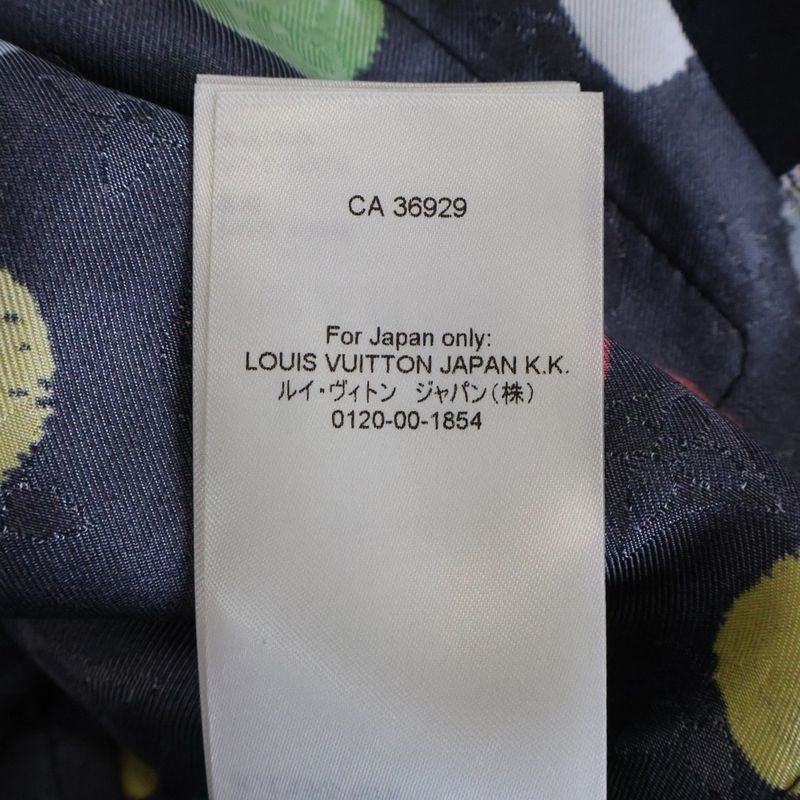 CA 36929
For Japan only:
LOUIS VUITTON JAPAN K.K.
ルイ・ヴィトン ジャパン(株)
0120-00-1854